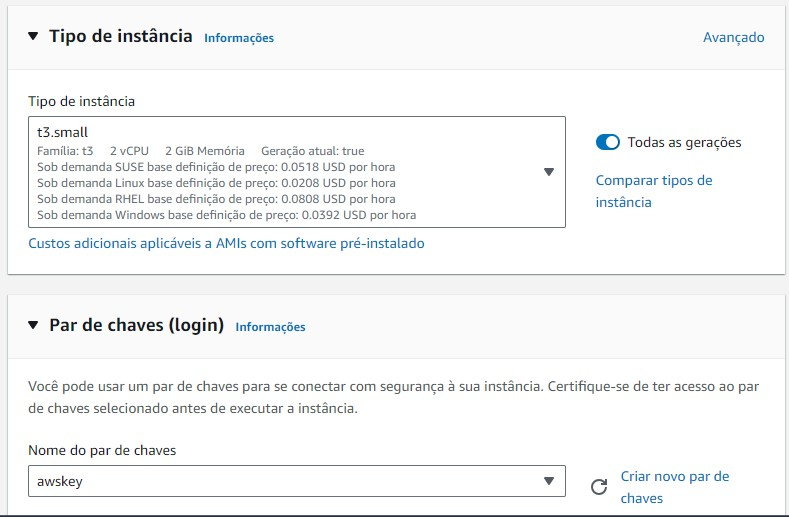 Tipo de instância Informações
Avançado
Tipo de instância
t3.small
Família: t3 2 vCPU 2 GiB Memória Geração atual: true
Sob demanda SUSE base definição de preço: 0.0518 USD por hora
Sob demanda Linux base definição de preço: 0.0208 USD por hora
Sob demanda RHEL base definição de preço: 0.0808 USD por hora
Sob demanda Windows base definição de preço: 0.0392 USD por hora
Todas as gerações
Comparar tipos de
instância
Custos adicionais aplicáveis a AMIs com software pré-instalado
Par de chaves (login) Informações
Você pode usar um par de chaves para se conectar com segurança à sua instância. Certifique-se de ter acesso ao par
de chaves selecionado antes de executar a instância.
Nome do par de chaves
awskey
Criar novo par de
chaves